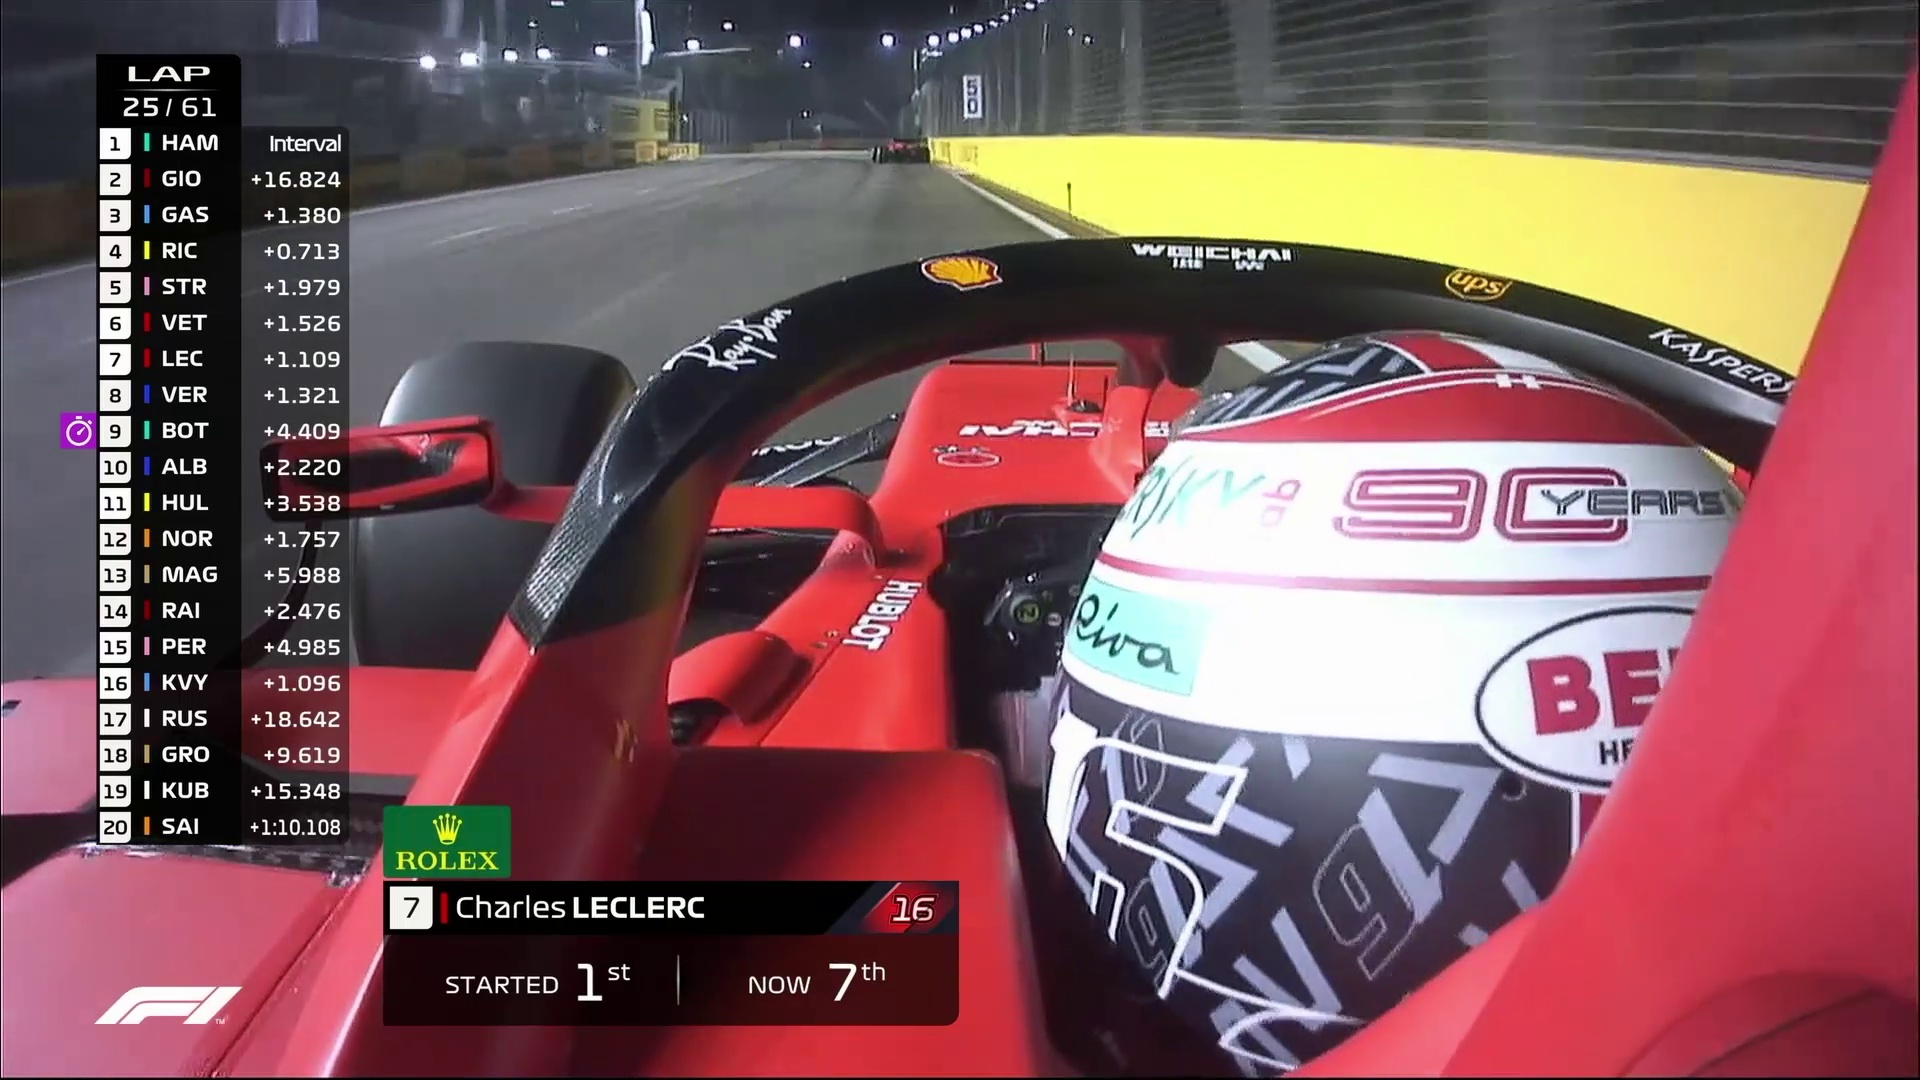 LAP
25/61
1 HAM Interval
2 GIO +16.824
3 GAS +1.380
4 RIC +0.713
5 STR +1.979
6 VET +1.526
7 LEC +1.109
8 VER +1.321
9 BOT +4.409
10 ALB +2.220
11 HUL +3.538
12 NOR +1.757
13 MAG +5.988
14 RAI +2.476
15 PER +4.985
16 KVY +1.096
17 RUS +18.642
18 GRO +9.619
19 KUB +15.348
20 SAI +1:10.108
50
WEICHAI
ups
Ray-Ban
KASPERS
90 YEARS
HUBLOT
Riva
BE
HE
ROLEX
7 Charles LECLERC 16
STARTED 1st NOW 7th
F1